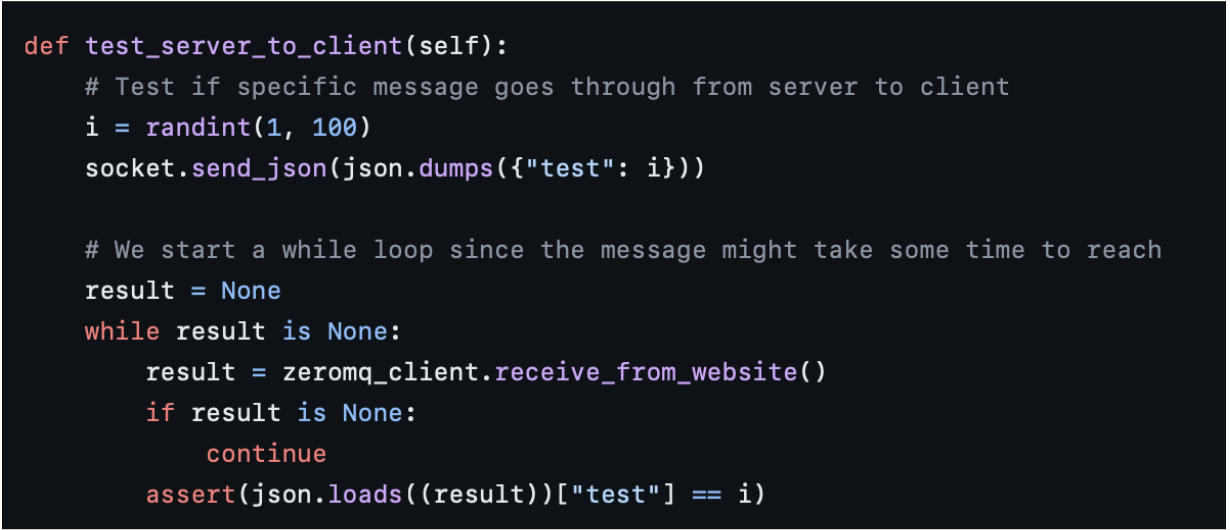 def test_server_to_client(self):
    # Test if specific message goes through from server to client
    i = randint(1, 100)
    socket.send_json(json.dumps({"test": i}))

    # We start a while loop since the message might take some time to reach
    result = None
    while result is None:
        result = zeromq_client.receive_from_website()
        if result is None:
            continue
        assert(json.loads((result))["test"] == i)